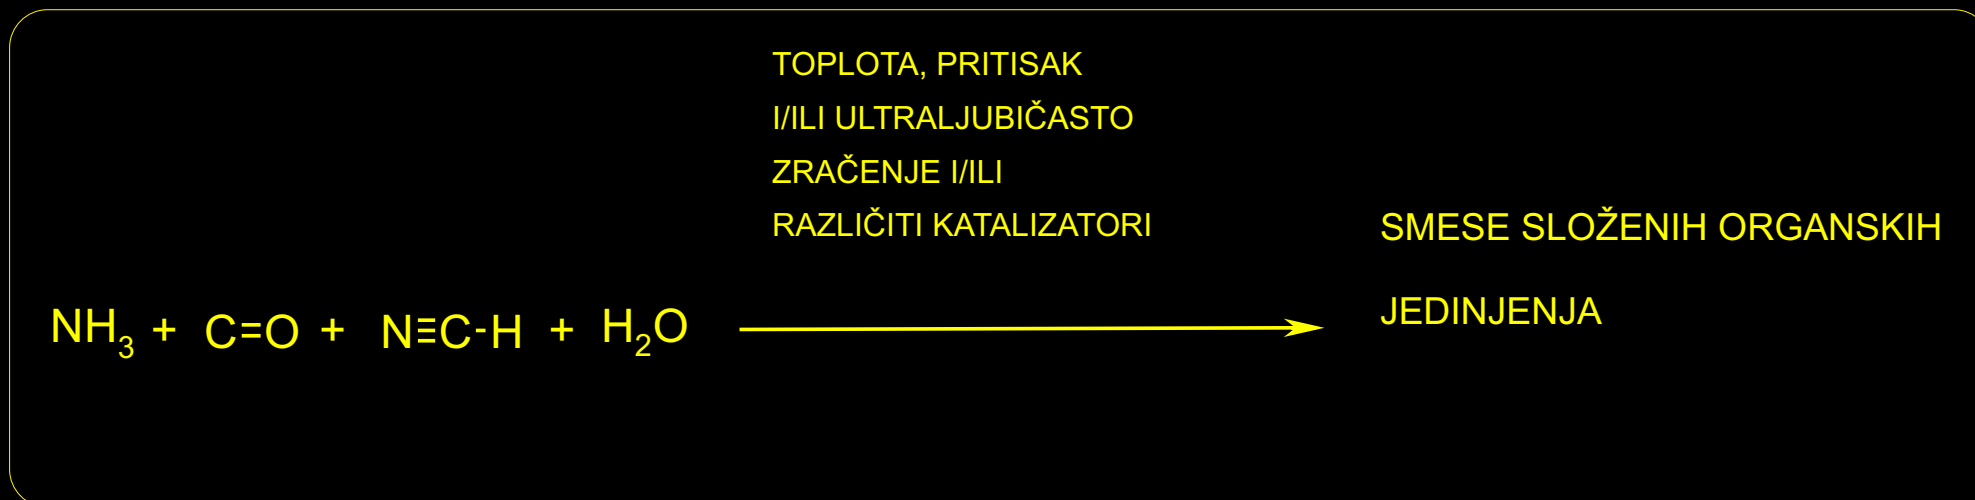 TOPLOTA, PRITISAK
I/ILI ULTRALJUBIČASTO
ZRAČENJE I/ILI
RAZLIČITI KATALIZATORI
SMESE SLOŽENIH ORGANSKIH
JEDINJENJA
NH₃ + C=O + N≡C-H + H₂O